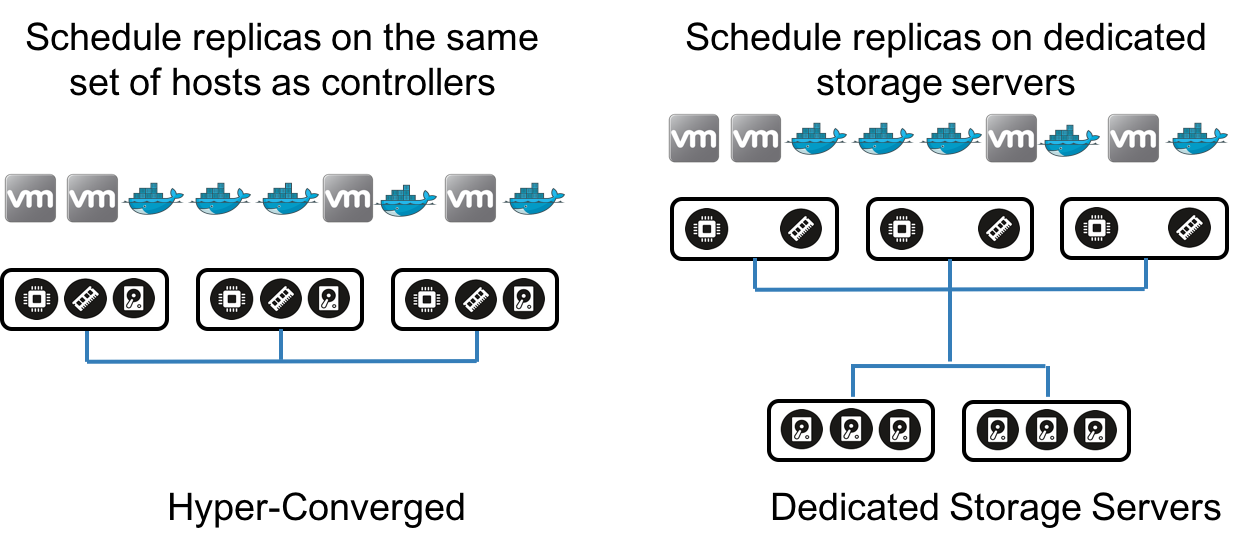 Schedule replicas on the same
set of hosts as controllers
vm vm vm vm
Hyper-Converged
Schedule replicas on dedicated
storage servers
vm vm vm vm
Dedicated Storage Servers